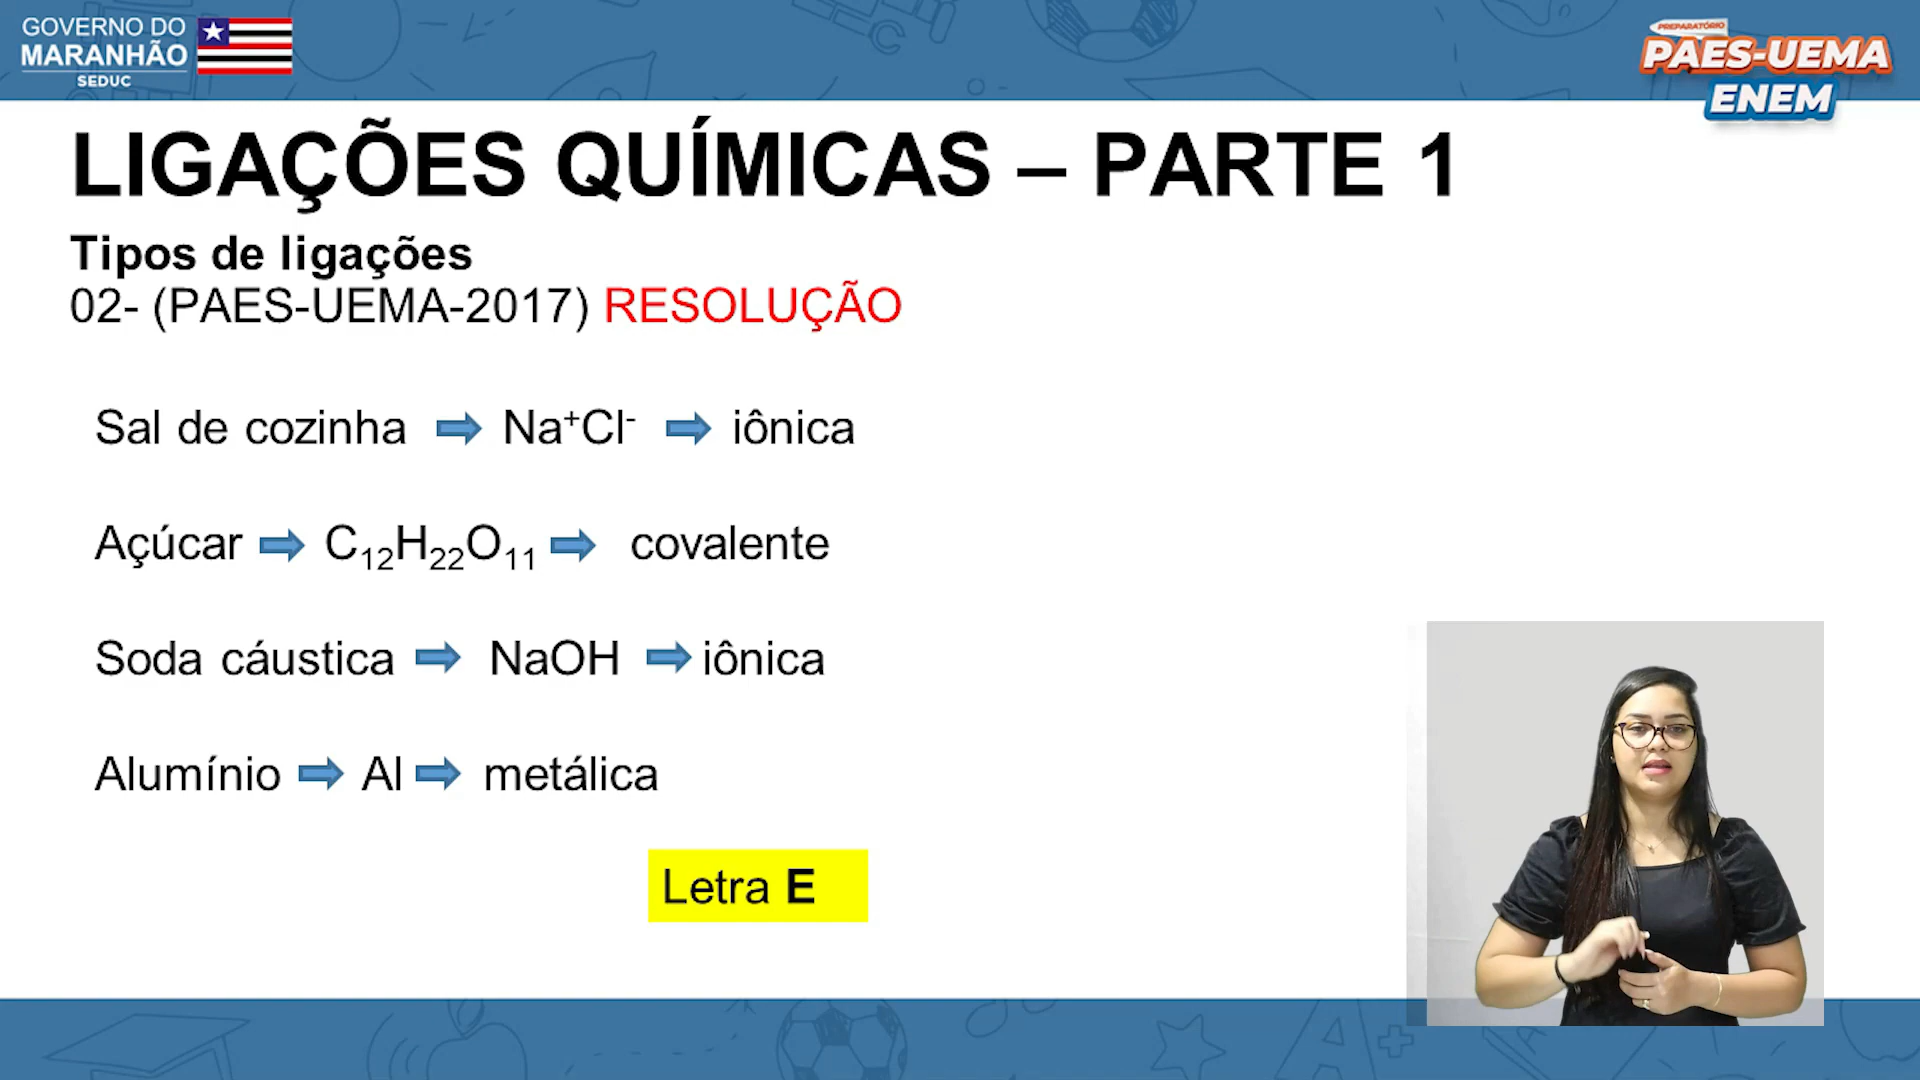 GOVERNO DO
MARANHÃO
SEDUC
PREPARATÓRIO
PAES-UEMA
ENEM
LIGAÇÕES QUÍMICAS – PARTE 1
Tipos de ligações
02- (PAES-UEMA-2017) RESOLUÇÃO
Sal de cozinha ➡ Na⁺Cl⁻ ➡ iônica
Açúcar ➡ C₁₂H₂₂O₁₁ ➡ covalente
Soda cáustica ➡ NaOH ➡ iônica
Alumínio ➡ Al ➡ metálica
Letra E